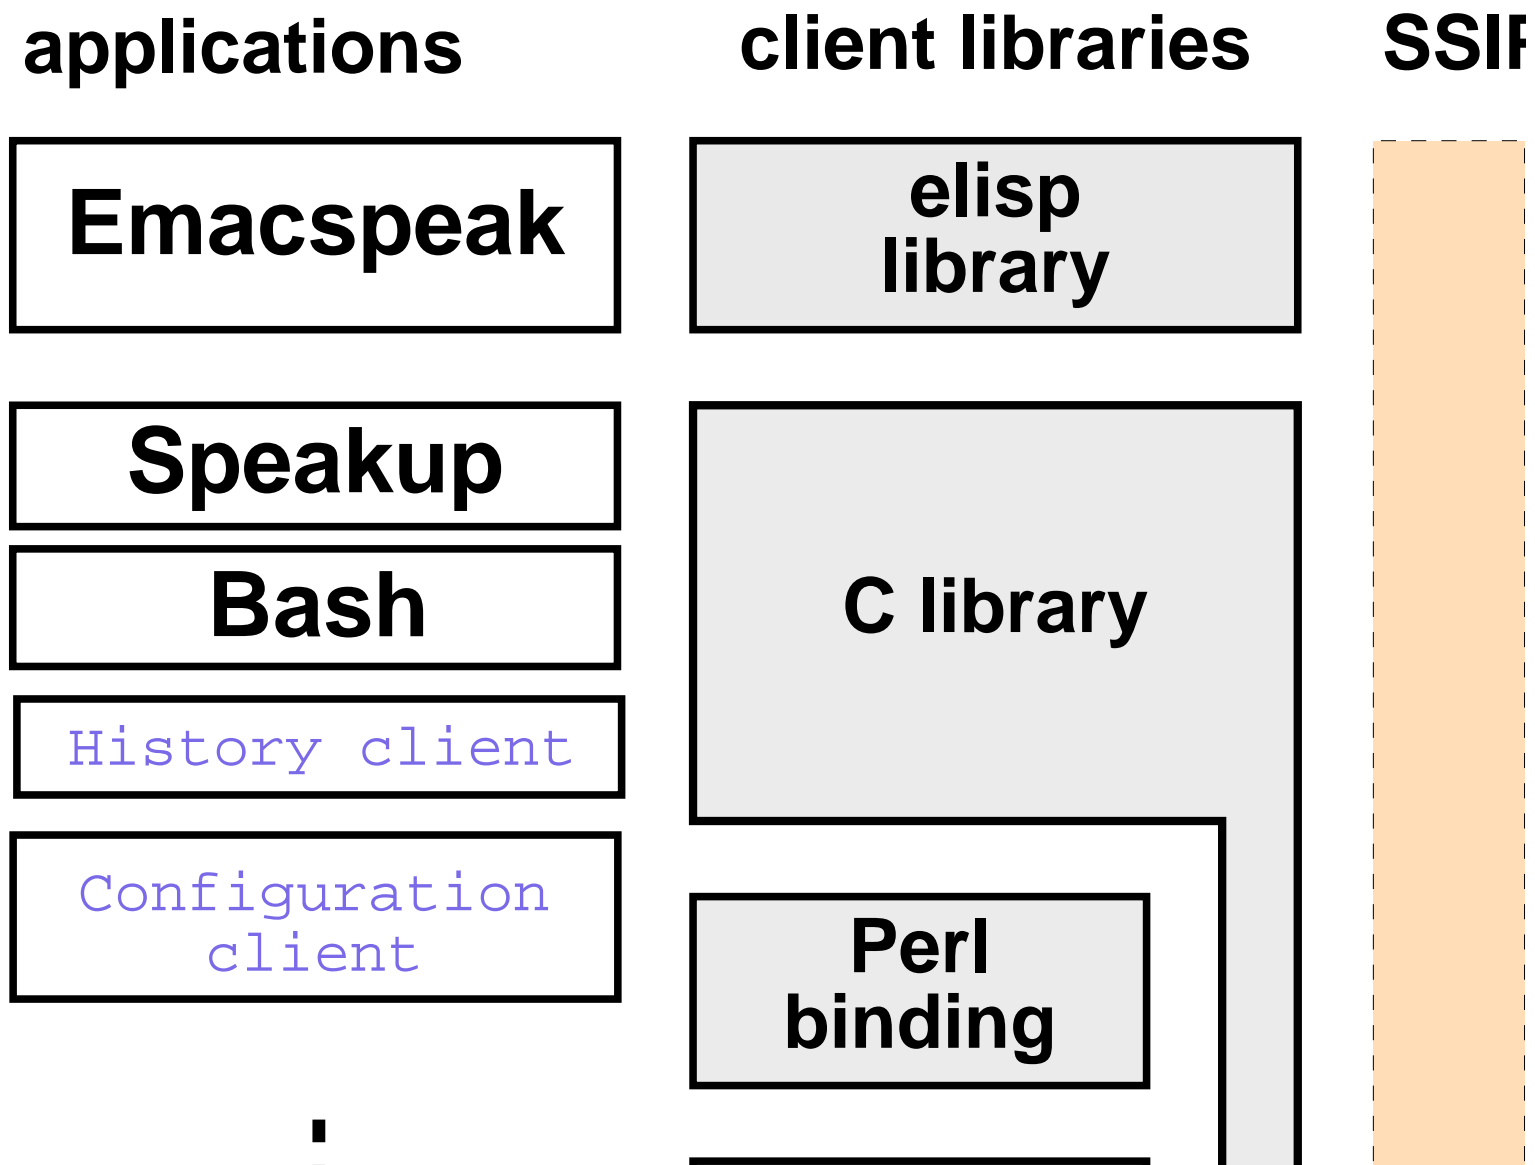 applications
client libraries
Emacspeak
elisp
library
Speakup
Bash
C library
History client
Configuration
client
Perl
binding